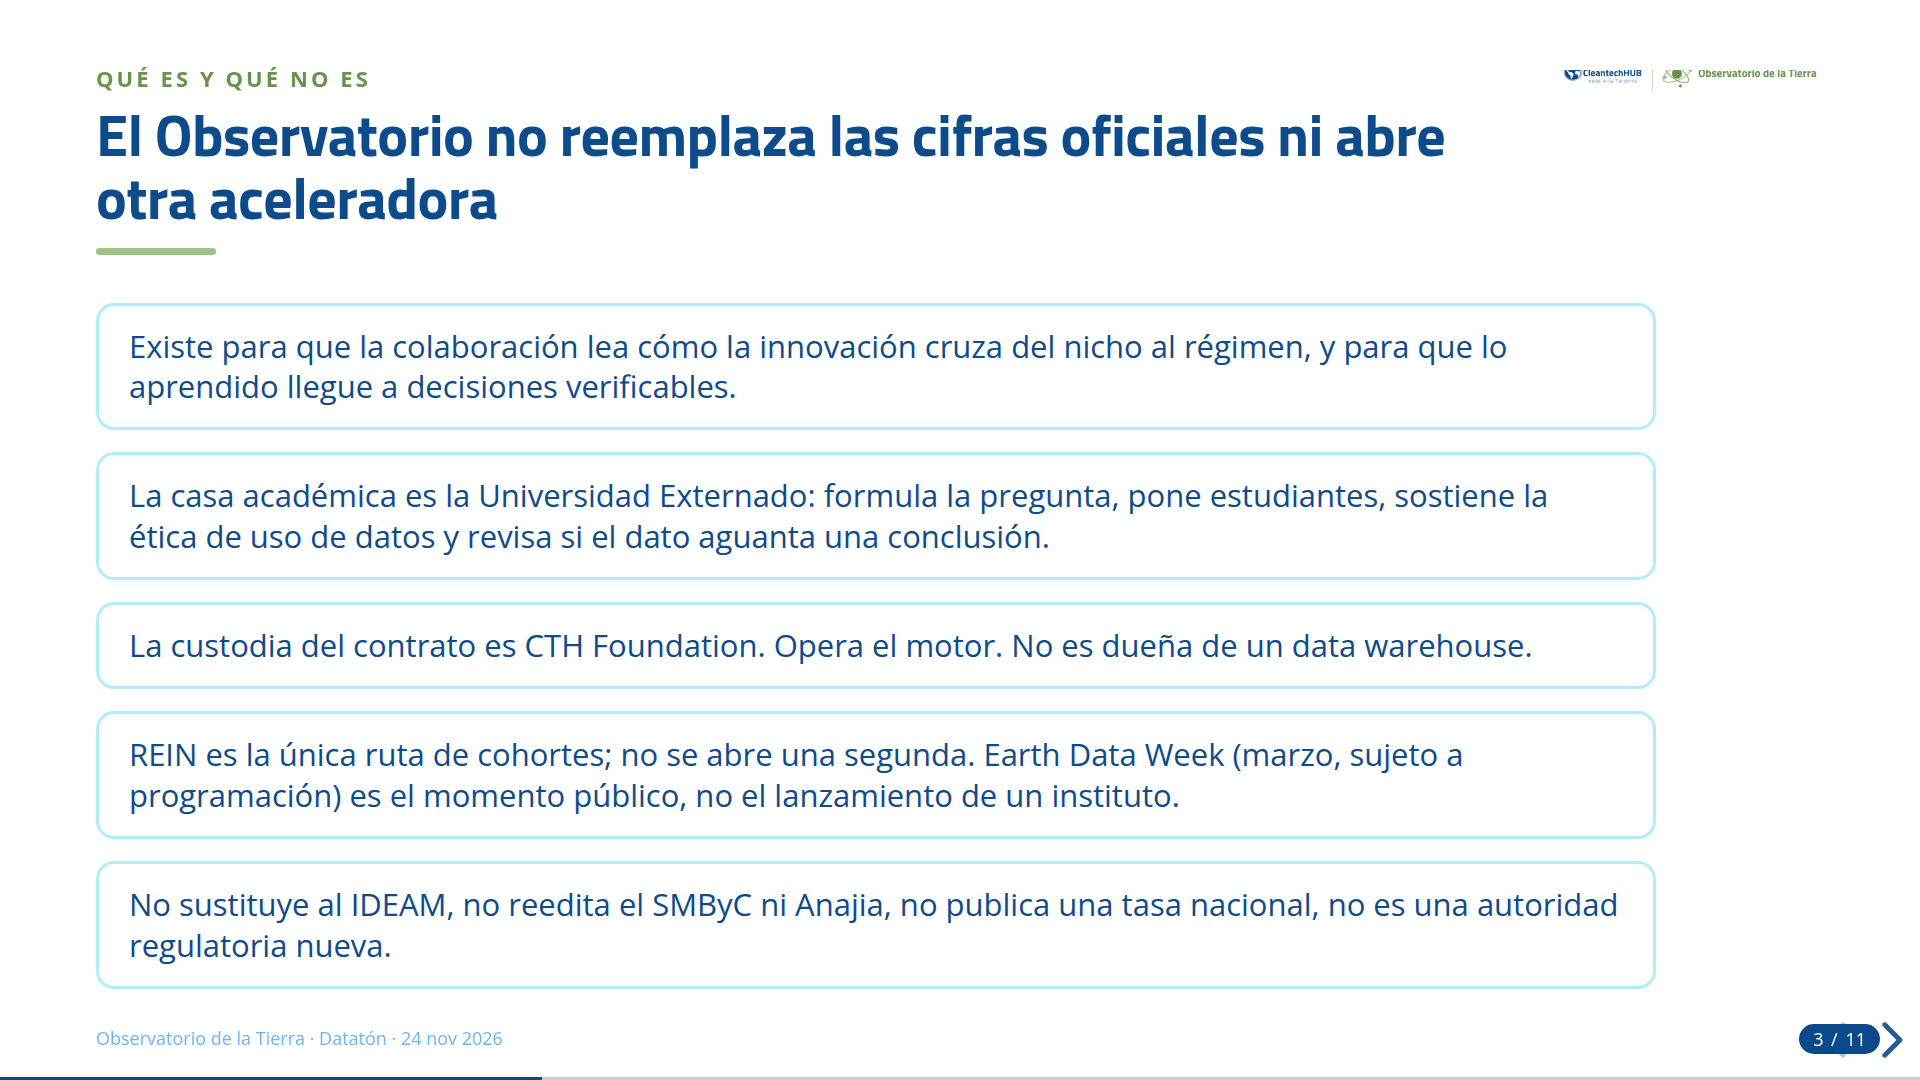 QUÉ ES Y QUÉ NO ES
CleantechHUB
Observatorio de la Tierra
El Observatorio no reemplaza las cifras oficiales ni abre
otra aceleradora
Existe para que la colaboración lea cómo la innovación cruza del nicho al régimen, y para que lo
aprendido llegue a decisiones verificables.
La casa académica es la Universidad Externado: formula la pregunta, pone estudiantes, sostiene la
ética de uso de datos y revisa si el dato aguanta una conclusión.
La custodia del contrato es CTH Foundation. Opera el motor. No es dueña de un data warehouse.
REIN es la única ruta de cohortes; no se abre una segunda. Earth Data Week (marzo, sujeto a
programación) es el momento público, no el lanzamiento de un instituto.
No sustituye al IDEAM, no reedita el SMByC ni Anajia, no publica una tasa nacional, no es una autoridad
regulatoria nueva.
Observatorio de la Tierra · Datatón · 24 nov 2026
3 / 11